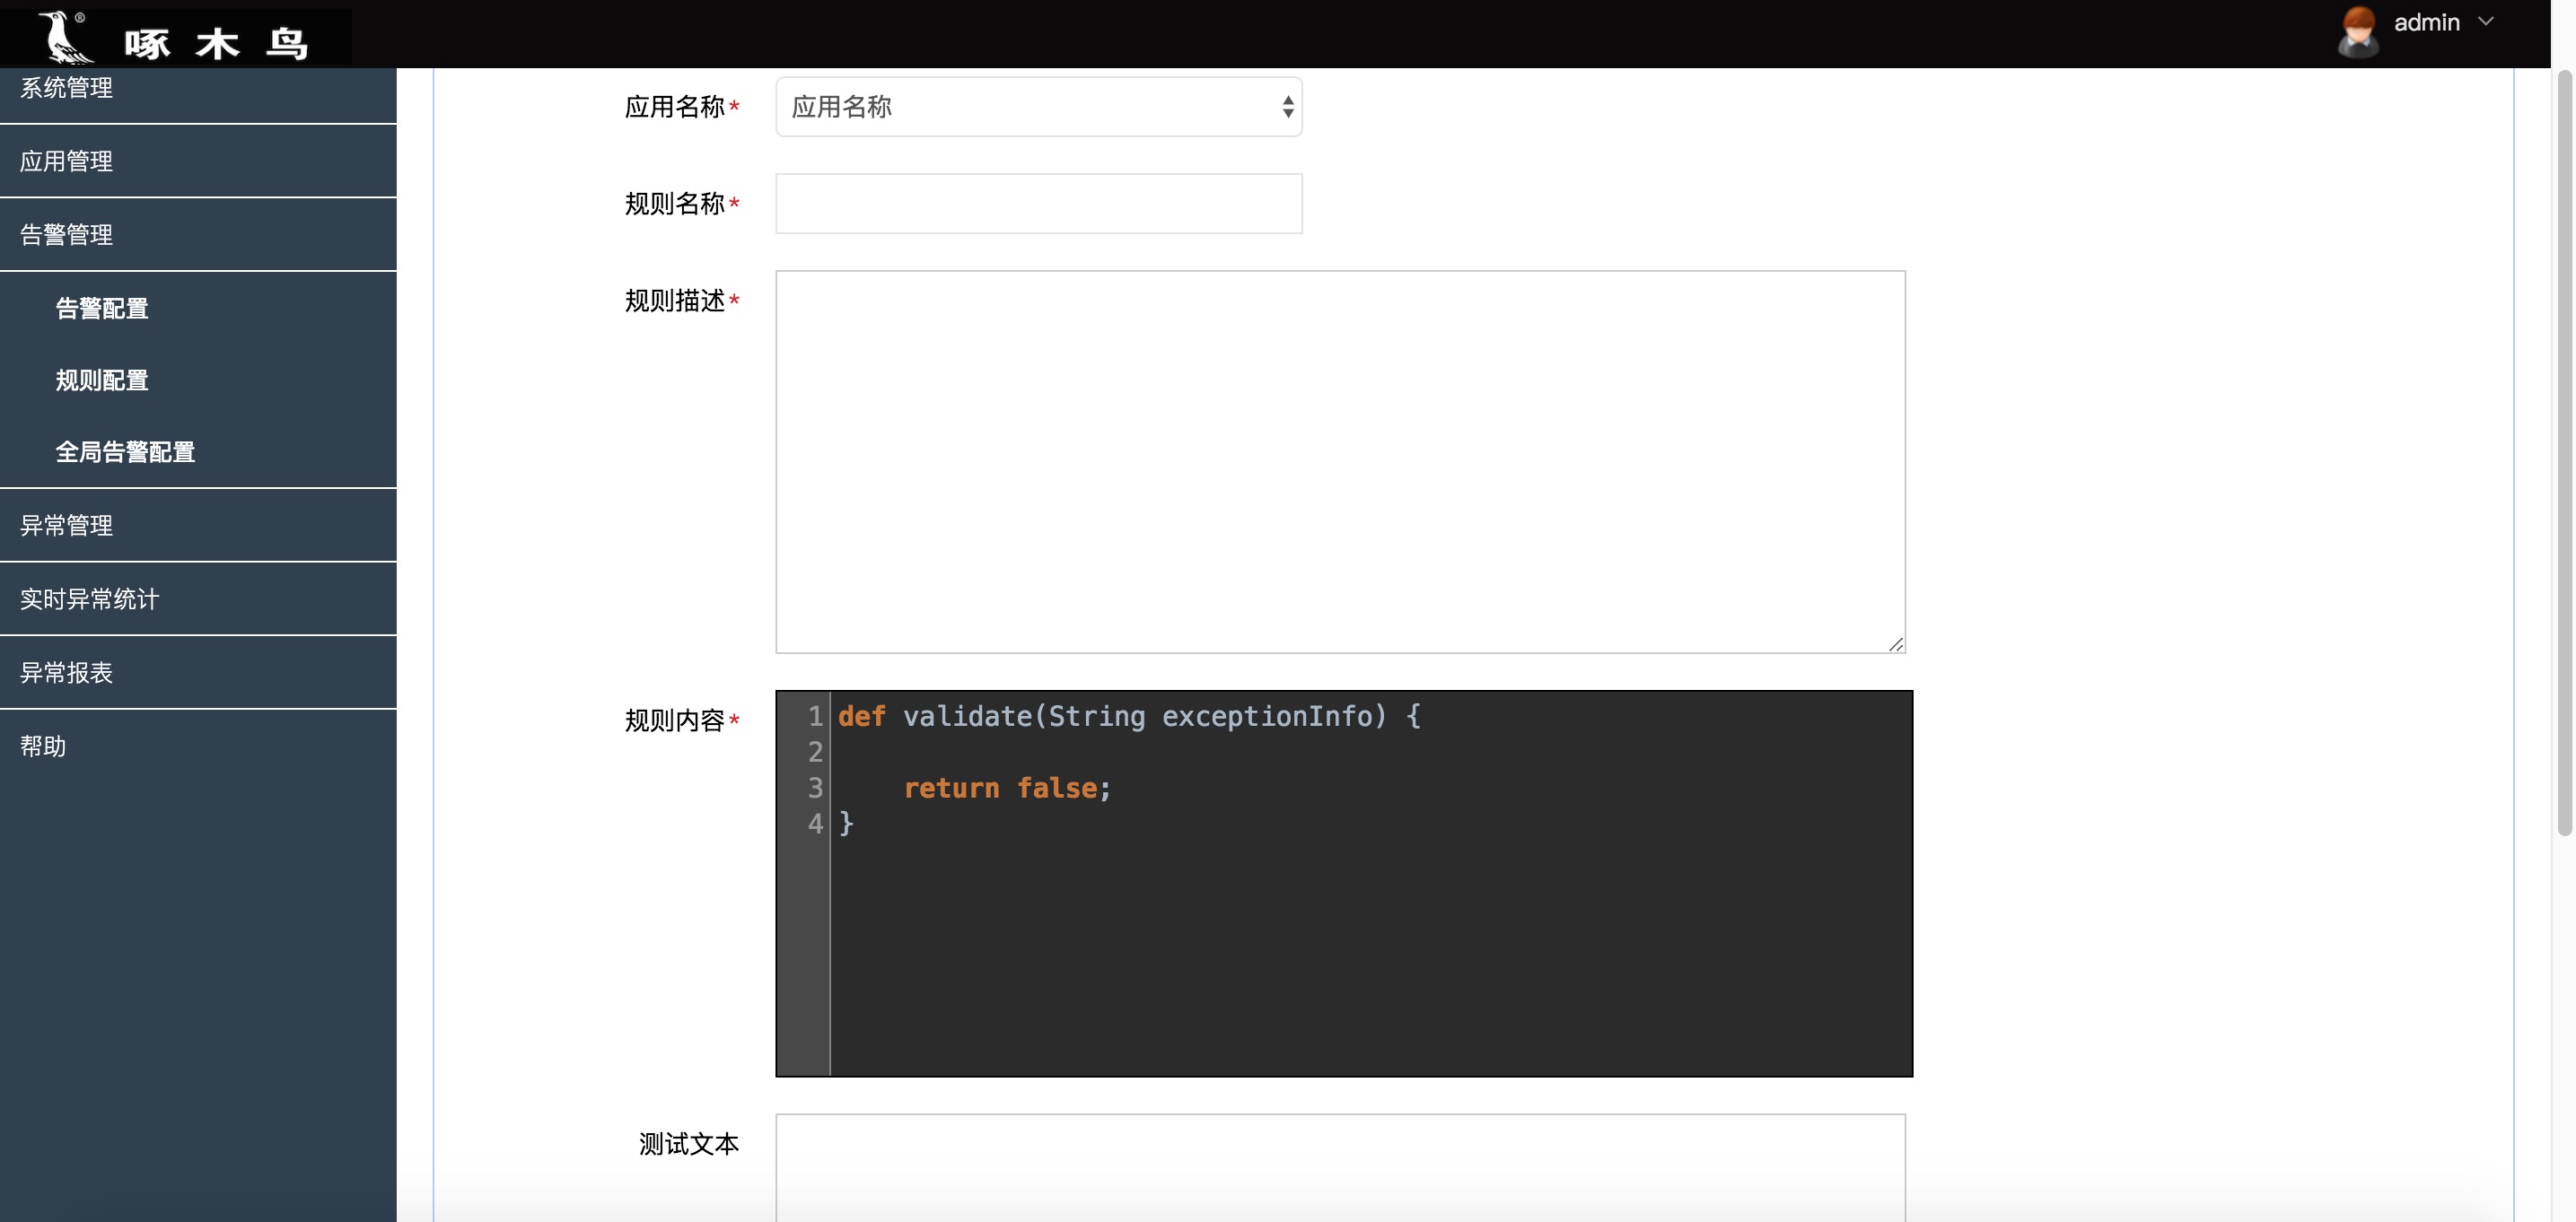 ®
啄木鸟
admin
系统管理
应用管理
告警管理
告警配置
规则配置
全局告警配置
异常管理
实时异常统计
异常报表
帮助
应用名称* 应用名称
规则名称*
规则描述*
规则内容*
1 def validate(String exceptionInfo) {
2
3     return false;
4 }
测试文本